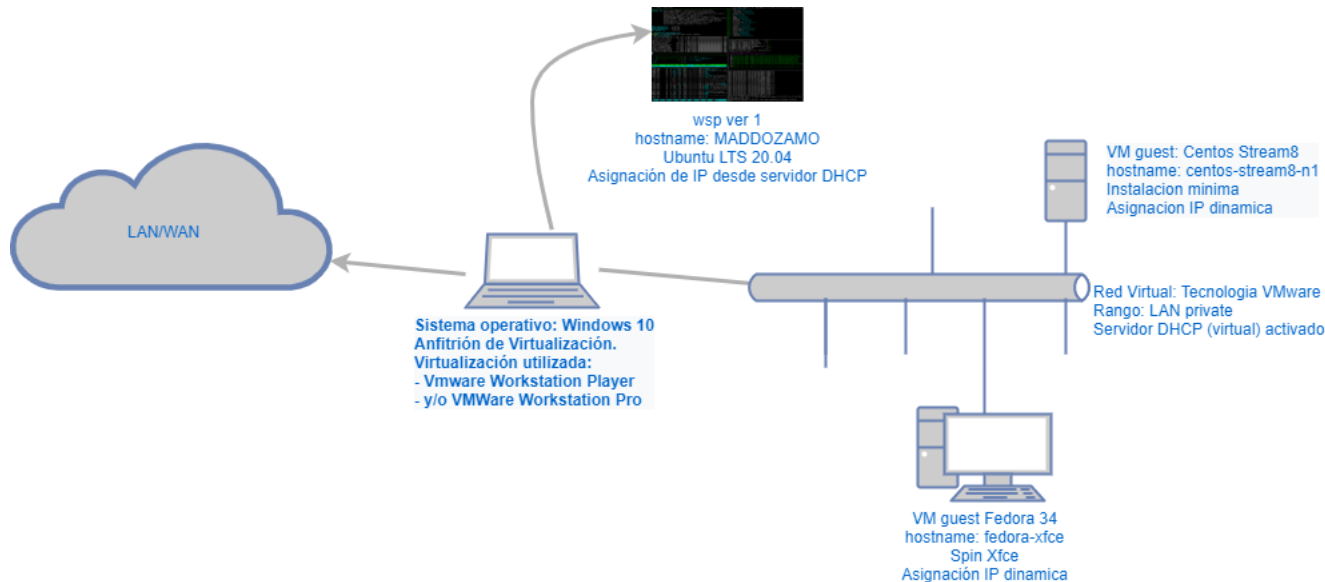 wsp ver 1
hostname: MADDOZAMO
Ubuntu LTS 20.04
Asignación de IP desde servidor DHCP
VM guest: Centos Stream8
hostname: centos-stream8-n1
Instalacion minima
Asignacion IP dinamica
LAN/WAN
Red Virtual: Tecnologia VMware
Rango: LAN private
Servidor DHCP (virtual) activado
Sistema operativo: Windows 10
Anfitrión de Virtualización.
Virtualización utilizada:
- Vmware Workstation Player
- y/o VMWare Workstation Pro
VM guest Fedora 34
hostname: fedora-xfce
Spin Xfce
Asignación IP dinamica